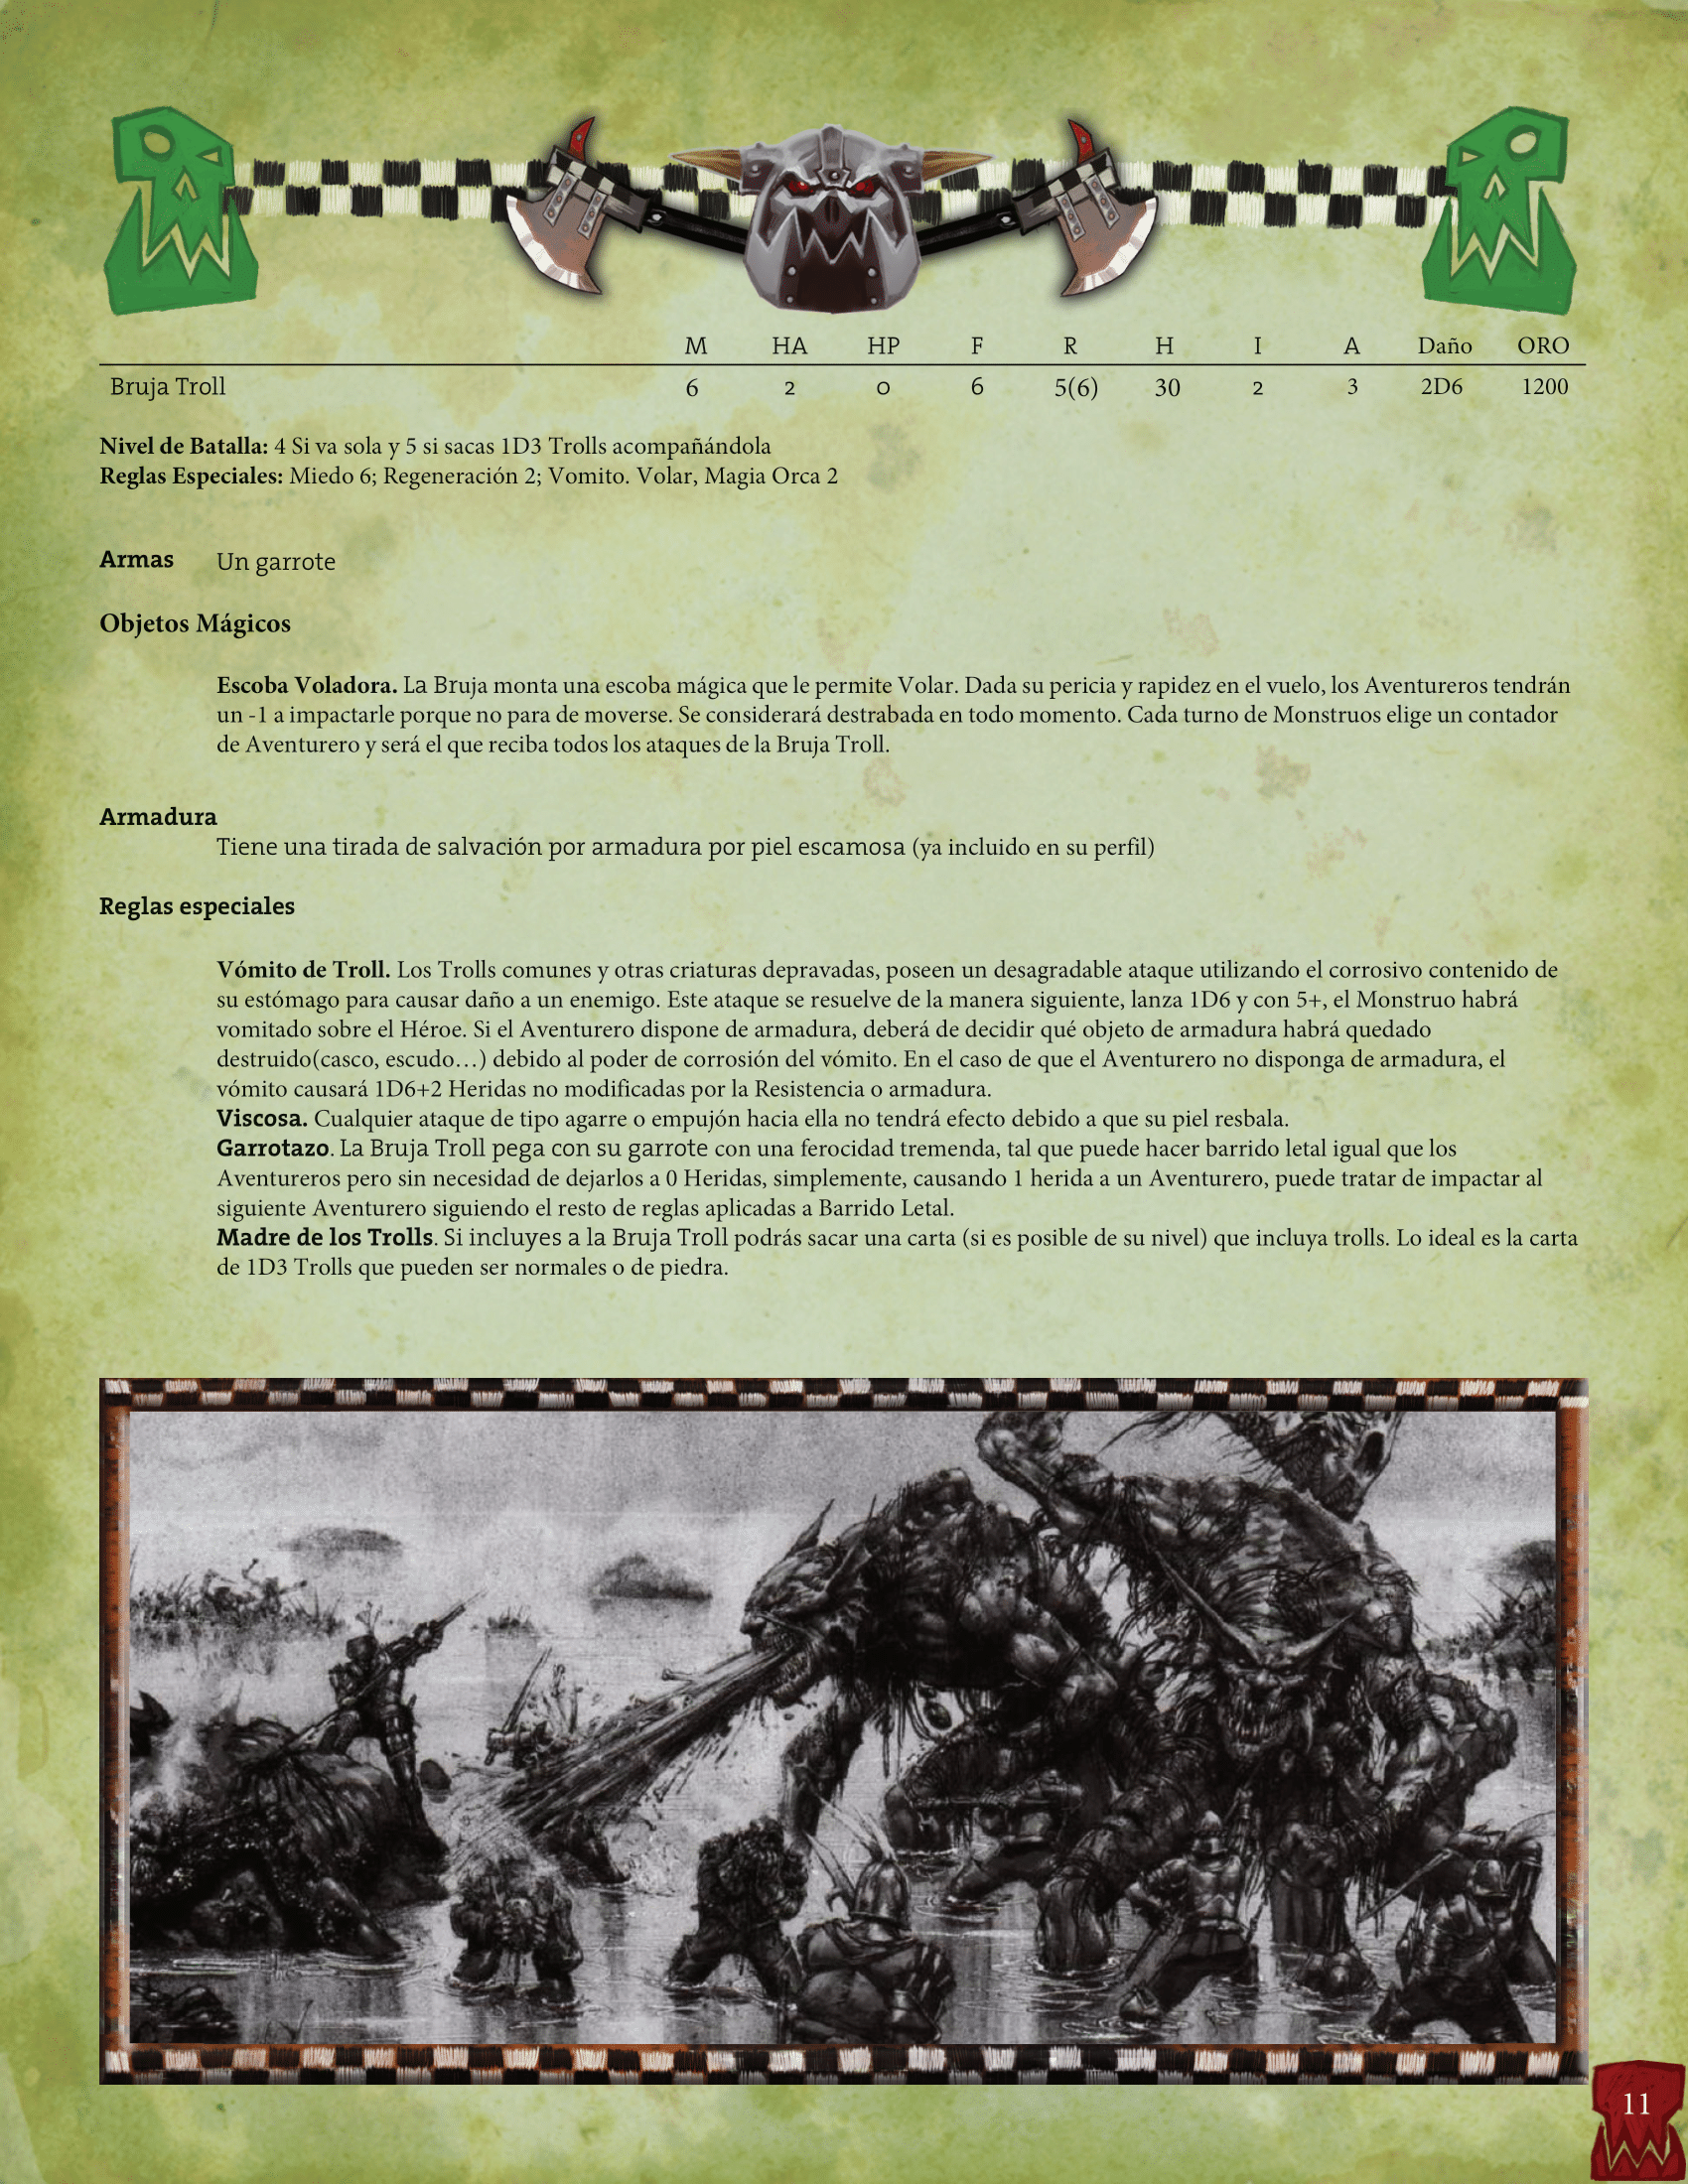 M HA HP F R H I A Daño ORO
Bruja Troll 6 2 0 6 5(6) 30 2 3 2D6 1200
Nivel de Batalla: 4 Si va sola y 5 si sacas 1D3 Trolls acompañándola
Reglas Especiales: Miedo 6; Regeneración 2; Vomito. Volar, Magia Orca 2
Armas Un garrote
Objetos Mágicos
Escoba Voladora. La Bruja monta una escoba mágica que le permite Volar. Dada su pericia y rapidez en el vuelo, los Aventureros tendrán
un -1 a impactarle porque no para de moverse. Se considerará destrabada en todo momento. Cada turno de Monstruos elige un contador
de Aventurero y será el que reciba todos los ataques de la Bruja Troll.
Armadura
Tiene una tirada de salvación por armadura por piel escamosa (ya incluido en su perfil)
Reglas especiales
Vómito de Troll. Los Trolls comunes y otras criaturas depravadas, poseen un desagradable ataque utilizando el corrosivo contenido de
su estómago para causar daño a un enemigo. Este ataque se resuelve de la manera siguiente, lanza 1D6 y con 5+, el Monstruo habrá
vomitado sobre el Héroe. Si el Aventurero dispone de armadura, deberá de decidir qué objeto de armadura habrá quedado
destruido(casco, escudo…) debido al poder de corrosión del vómito. En el caso de que el Aventurero no disponga de armadura, el
vómito causará 1D6+2 Heridas no modificadas por la Resistencia o armadura.
Viscosa. Cualquier ataque de tipo agarre o empujón hacia ella no tendrá efecto debido a que su piel resbala.
Garrotazo. La Bruja Troll pega con su garrote con una ferocidad tremenda, tal que puede hacer barrido letal igual que los
Aventureros pero sin necesidad de dejarlos a 0 Heridas, simplemente, causando 1 herida a un Aventurero, puede tratar de impactar al
siguiente Aventurero siguiendo el resto de reglas aplicadas a Barrido Letal.
Madre de los Trolls. Si incluyes a la Bruja Troll podrás sacar una carta (si es posible de su nivel) que incluya trolls. Lo ideal es la carta
de 1D3 Trolls que pueden ser normales o de piedra.
11